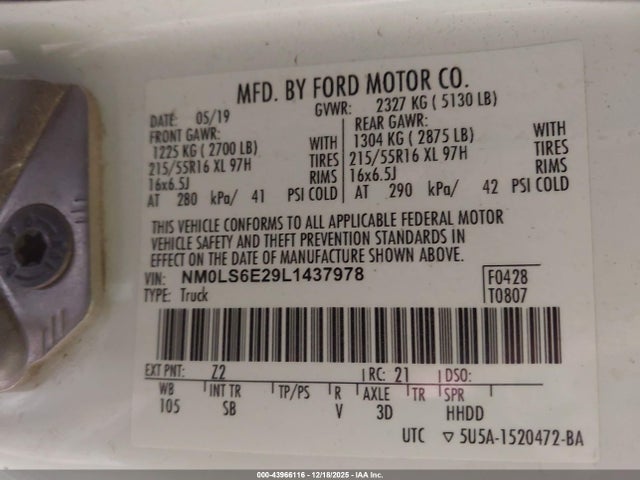 MFD. BY FORD MOTOR CO.
DATE: 05/19 GVWR: 2327 KG ( 5130 LB)
FRONT GAWR: REAR GAWR:
1225 KG ( 2700 LB) WITH 1304 KG ( 2875 LB) WITH
215/55R16 XL 97H TIRES 215/55R16 XL 97H TIRES
16x6.5J RIMS 16x6.5J RIMS
AT 280 kPa/ 41 PSI COLD AT 290 kPa/ 42 PSI COLD
THIS VEHICLE CONFORMS TO ALL APPLICABLE FEDERAL MOTOR
VEHICLE SAFETY AND THEFT PREVENTION STANDARDS IN
EFFECT ON THE DATE OF MANUFACTURE SHOWN ABOVE.
VIN: NM0LS6E29L1437978 F0428
TYPE: Truck T0807
EXT PNT: Z2 RC: 21 DSO:
WB INT TR TP/PS R AXLE TR SPR
105 SB V 3D HHDD
UTC ▽ 5U5A-1520472-BA
000-43966116 - 12/18/2025 - IAA Inc.